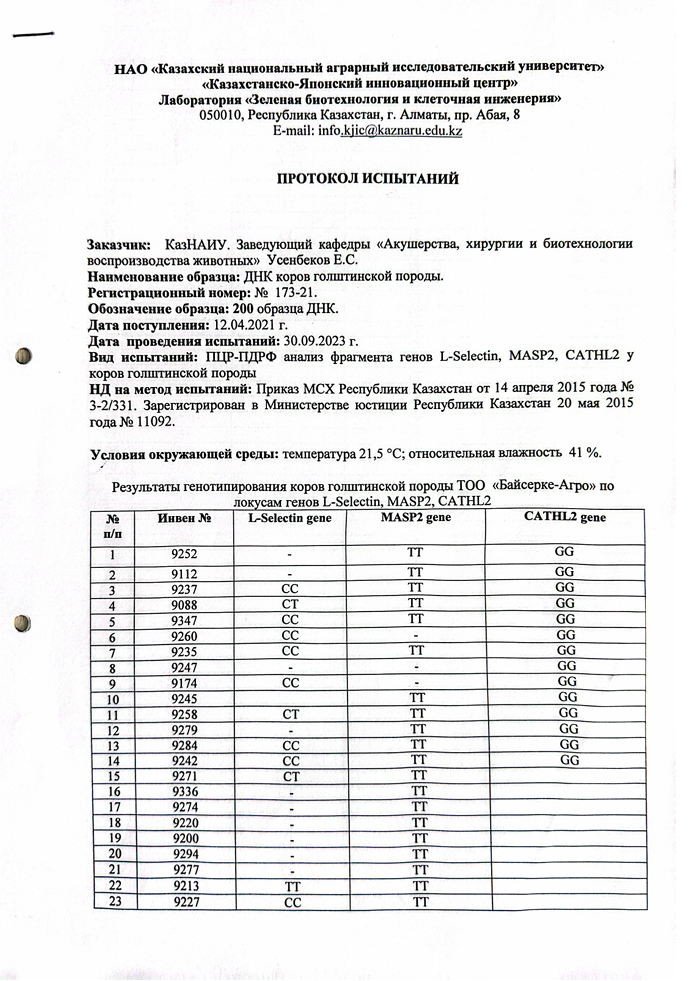 НАО «Казахский национальный аграрный исследовательский университет»
«Казахстанско-Японский инновационный центр»
Лаборатория «Зеленая биотехнология и клеточная инженерия»
050010, Республика Казахстан, г. Алматы, пр. Абая, 8
E-mail: info.kjic@kaznaru.edu.kz
ПРОТОКОЛ ИСПЫТАНИЙ
Заказчик: КазНАИУ. Заведующий кафедры «Акушерства, хирургии и биотехнологии
воспроизводства животных» Усенбеков Е.С.
Наименование образца: ДНК коров голштинской породы.
Регистрационный номер: № 173-21.
Обозначение образца: 200 образца ДНК.
Дата поступления: 12.04.2021 г.
Дата проведения испытаний: 30.09.2023 г.
Вид испытаний: ПЦР-ПДРФ анализ фрагмента генов L-Selectin, MASP2, CATHL2 у
коров голштинской породы
НД на метод испытаний: Приказ МСХ Республики Казахстан от 14 апреля 2015 года №
3-2/331. Зарегистрирован в Министерстве юстиции Республики Казахстан 20 мая 2015
года № 11092.
Условия окружающей среды: температура 21,5 °С; относительная влажность 41 %.
Результаты генотипирования коров голштинской породы ТОО «Байсерке-Агро» по
локусам генов L-Selectin, MASP2, CATHL2
№ п/п Инвен № L-Selectin gene MASP2 gene CATHL2 gene
1 9252 - TT GG
2 9112 - TT GG
3 9237 CC TT GG
4 9088 CT TT GG
5 9347 CC TT GG
6 9260 CC - GG
7 9235 CC TT GG
8 9247 - - GG
9 9174 CC - GG
10 9245 TT GG
11 9258 CT TT GG
12 9279 - TT GG
13 9284 CC TT GG
14 9242 CC TT GG
15 9271 CT TT
16 9336 - TT
17 9274 - TT
18 9220 - TT
19 9200 - TT
20 9294 - TT
21 9277 - TT
22 9213 TT TT
23 9227 CC TT